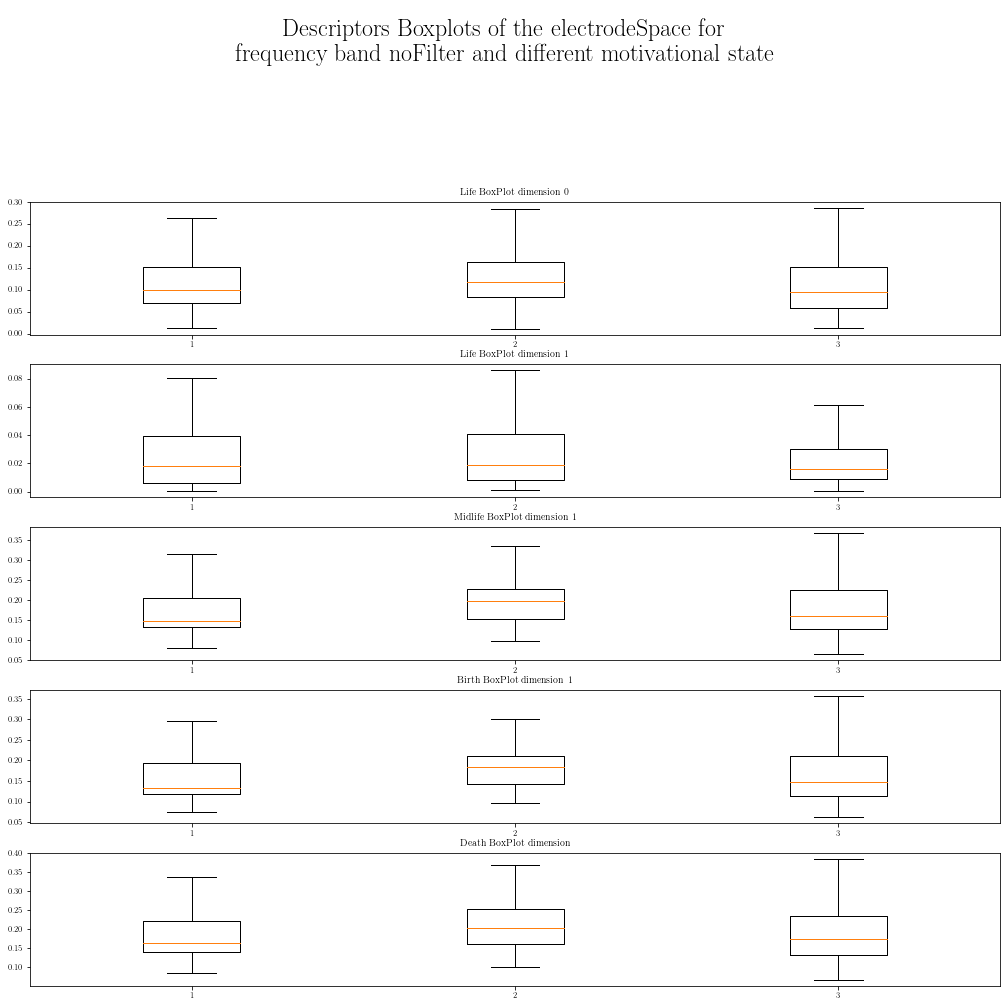 Descriptors Boxplots of the electrodeSpace for
frequency band noFilter and different motivational state
Life BoxPlot dimension 0
0.30
0.25
0.20
0.15
0.10
0.05
0.00
1 2 3
Life BoxPlot dimension 1
0.08
0.06
0.04
0.02
0.00
1 2 3
Midlife BoxPlot dimension 1
0.35
0.30
0.25
0.20
0.15
0.10
0.05
1 2 3
Birth BoxPlot dimension 1
0.35
0.30
0.25
0.20
0.15
0.10
0.05
1 2 3
Death BoxPlot dimension
0.40
0.35
0.30
0.25
0.20
0.15
0.10
1 2 3